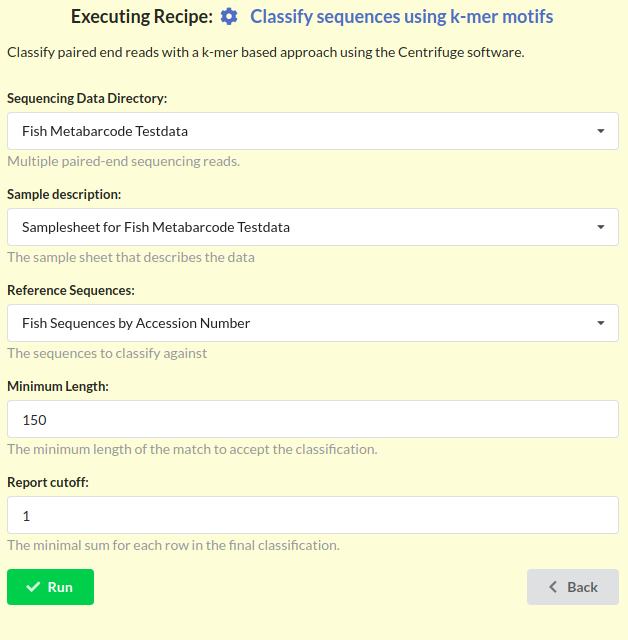 Executing Recipe: Classify sequences using k-mer motifs
Classify paired end reads with a k-mer based approach using the Centrifuge software.
Sequencing Data Directory:
Fish Metabarcode Testdata
Multiple paired-end sequencing reads.
Sample description:
Samplesheet for Fish Metabarcode Testdata
The sample sheet that describes the data
Reference Sequences:
Fish Sequences by Accession Number
The sequences to classify against
Minimum Length:
150
The minimum length of the match to accept the classification.
Report cutoff:
1
The minimal sum for each row in the final classification.
Run Back